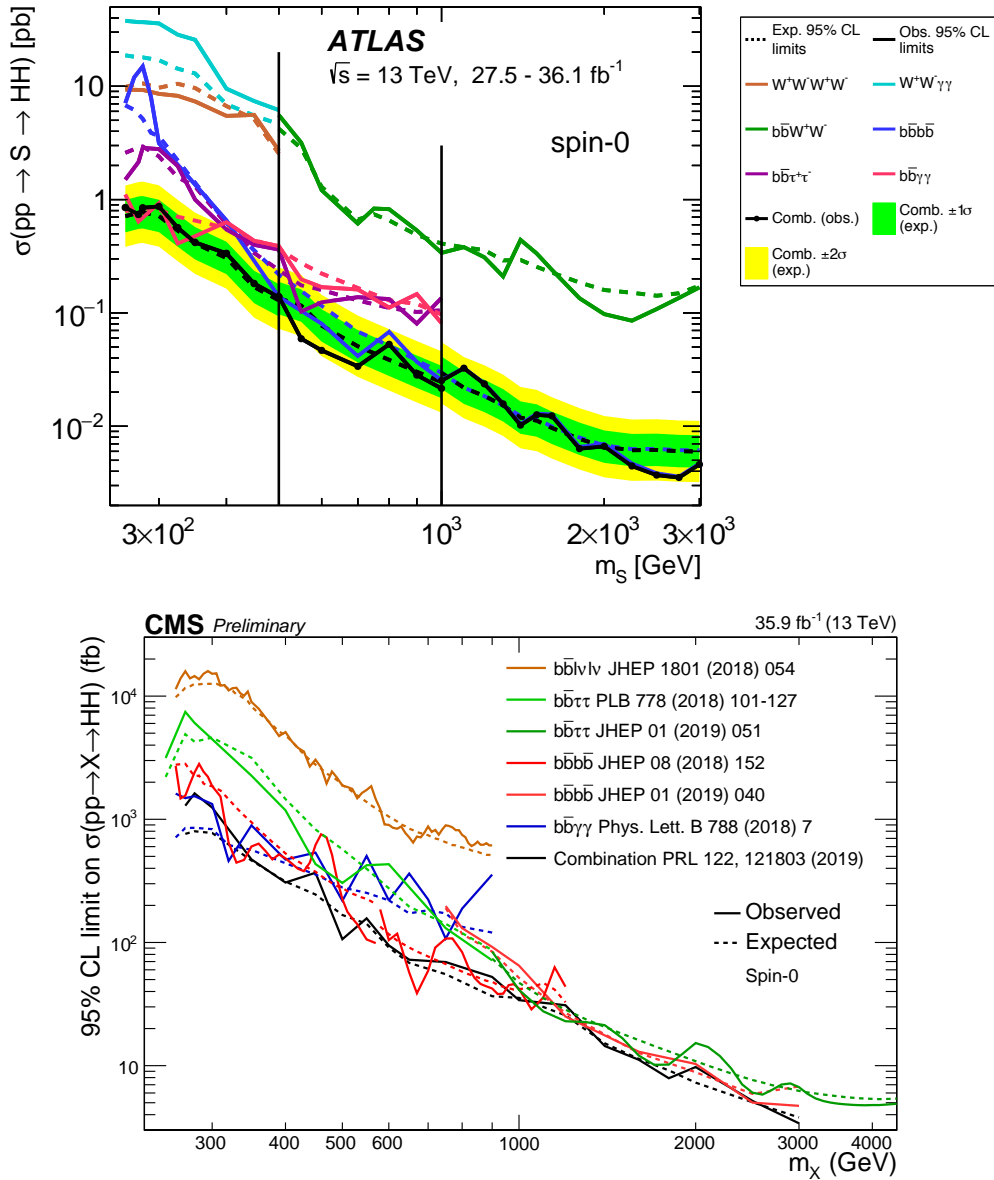 ATLAS
√s = 13 TeV, 27.5 - 36.1 fb⁻¹
spin-0
σ(pp → S → HH) [pb]
10
1
10⁻¹
10⁻²
3×10²
10³
2×10³
3×10³
m_S [GeV]
Exp. 95% CL limits
Obs. 95% CL limits
W⁺W⁻W⁺W⁻
W⁺W⁻γγ
bb̄W⁺W⁻
bb̄bb̄
bb̄τ⁺τ⁻
bb̄γγ
Comb. (obs.)
Comb. ±1σ (exp.)
Comb. ±2σ (exp.)
CMS Preliminary
35.9 fb⁻¹ (13 TeV)
95% CL limit on σ(pp→X→HH) (fb)
10⁴
10³
10²
10
bb̄lνlν JHEP 1801 (2018) 054
bb̄ττ PLB 778 (2018) 101-127
bb̄ττ JHEP 01 (2019) 051
bb̄bb̄ JHEP 08 (2018) 152
bb̄bb̄ JHEP 01 (2019) 040
bb̄γγ Phys. Lett. B 788 (2018) 7
Combination PRL 122, 121803 (2019)
Observed
Expected
Spin-0
300 400 500 600 1000 2000 3000 4000
m_X (GeV)